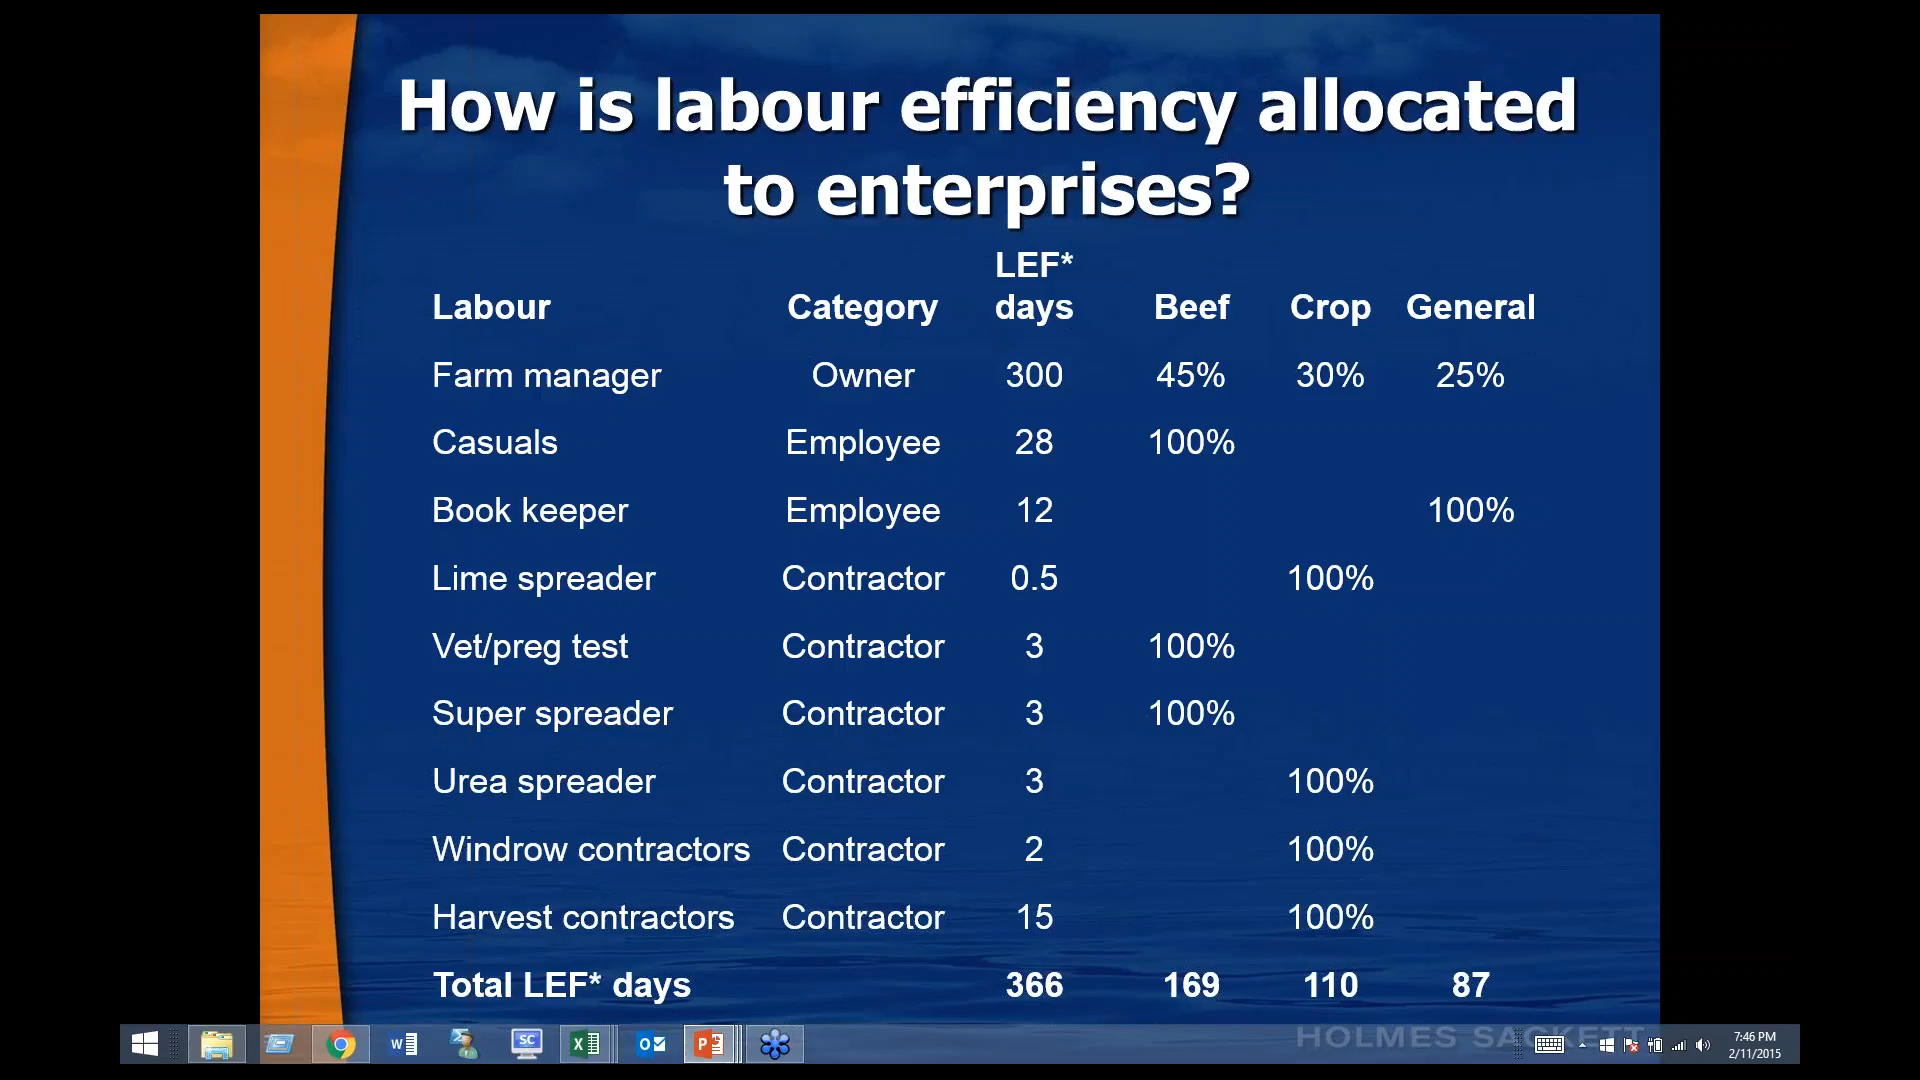 How is labour efficiency allocated
to enterprises?
LEF*
Labour Category days Beef Crop General
Farm manager Owner 300 45% 30% 25%
Casuals Employee 28 100%
Book keeper Employee 12 100%
Lime spreader Contractor 0.5 100%
Vet/preg test Contractor 3 100%
Super spreader Contractor 3 100%
Urea spreader Contractor 3 100%
Windrow contractors Contractor 2 100%
Harvest contractors Contractor 15 100%
Total LEF* days 366 169 110 87
HOLMES SACKETT
SC
7:46 PM
2/11/2015